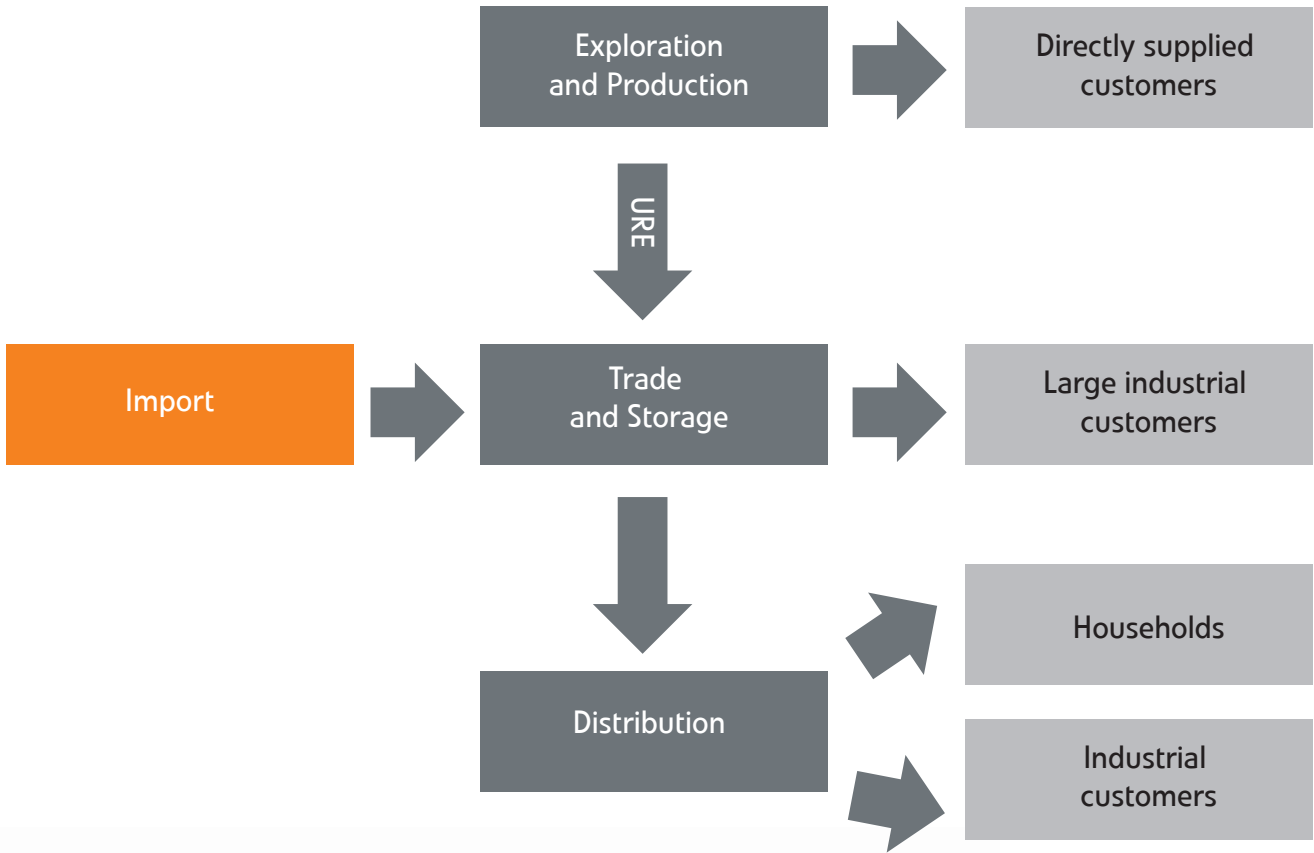 Exploration
and Production
Directly supplied
customers
URE
Import
Trade
and Storage
Large industrial
customers
Households
Distribution
Industrial
customers